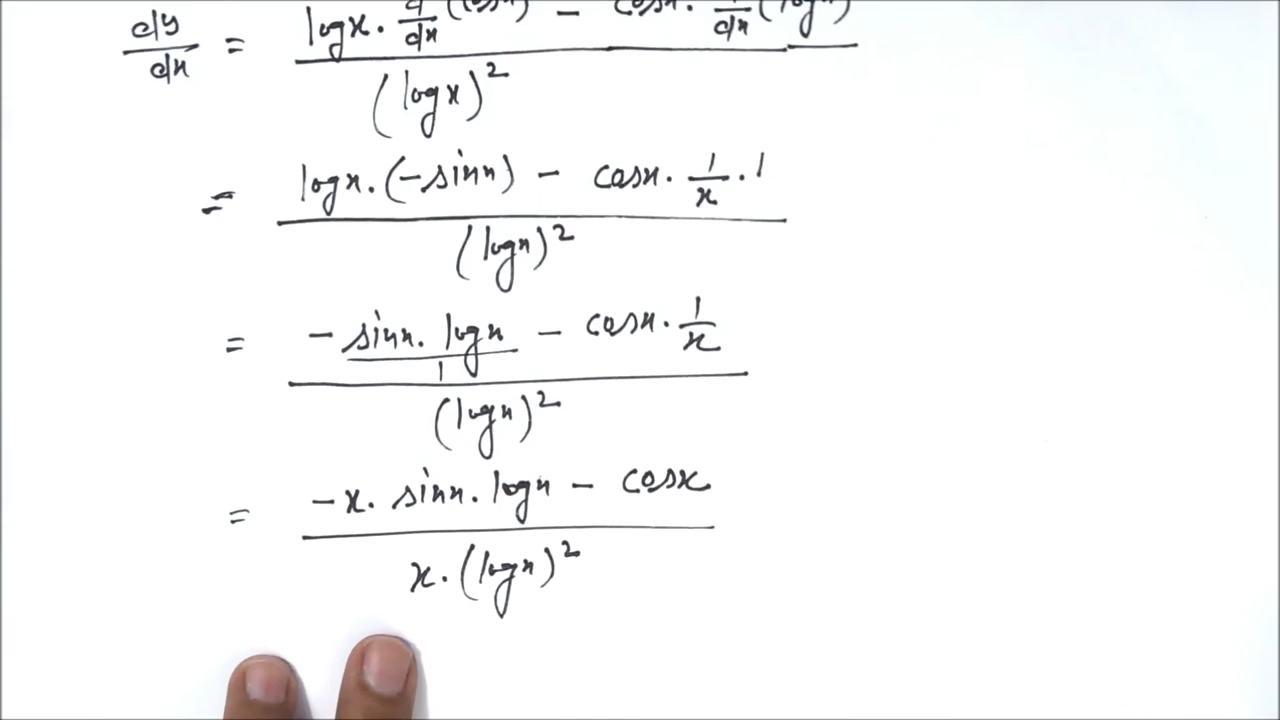 dy/dx = (logx · d/dx (cosx) − cosx · d/dx (logx)) / (logx)²
= (logx · (−sinx) − cosx · 1/x · 1) / (logx)²
= (−(sinx · logx)/1 − cosx · 1/x) / (logx)²
= (−x · sinx · logx − cosx) / (x · (logx)²)